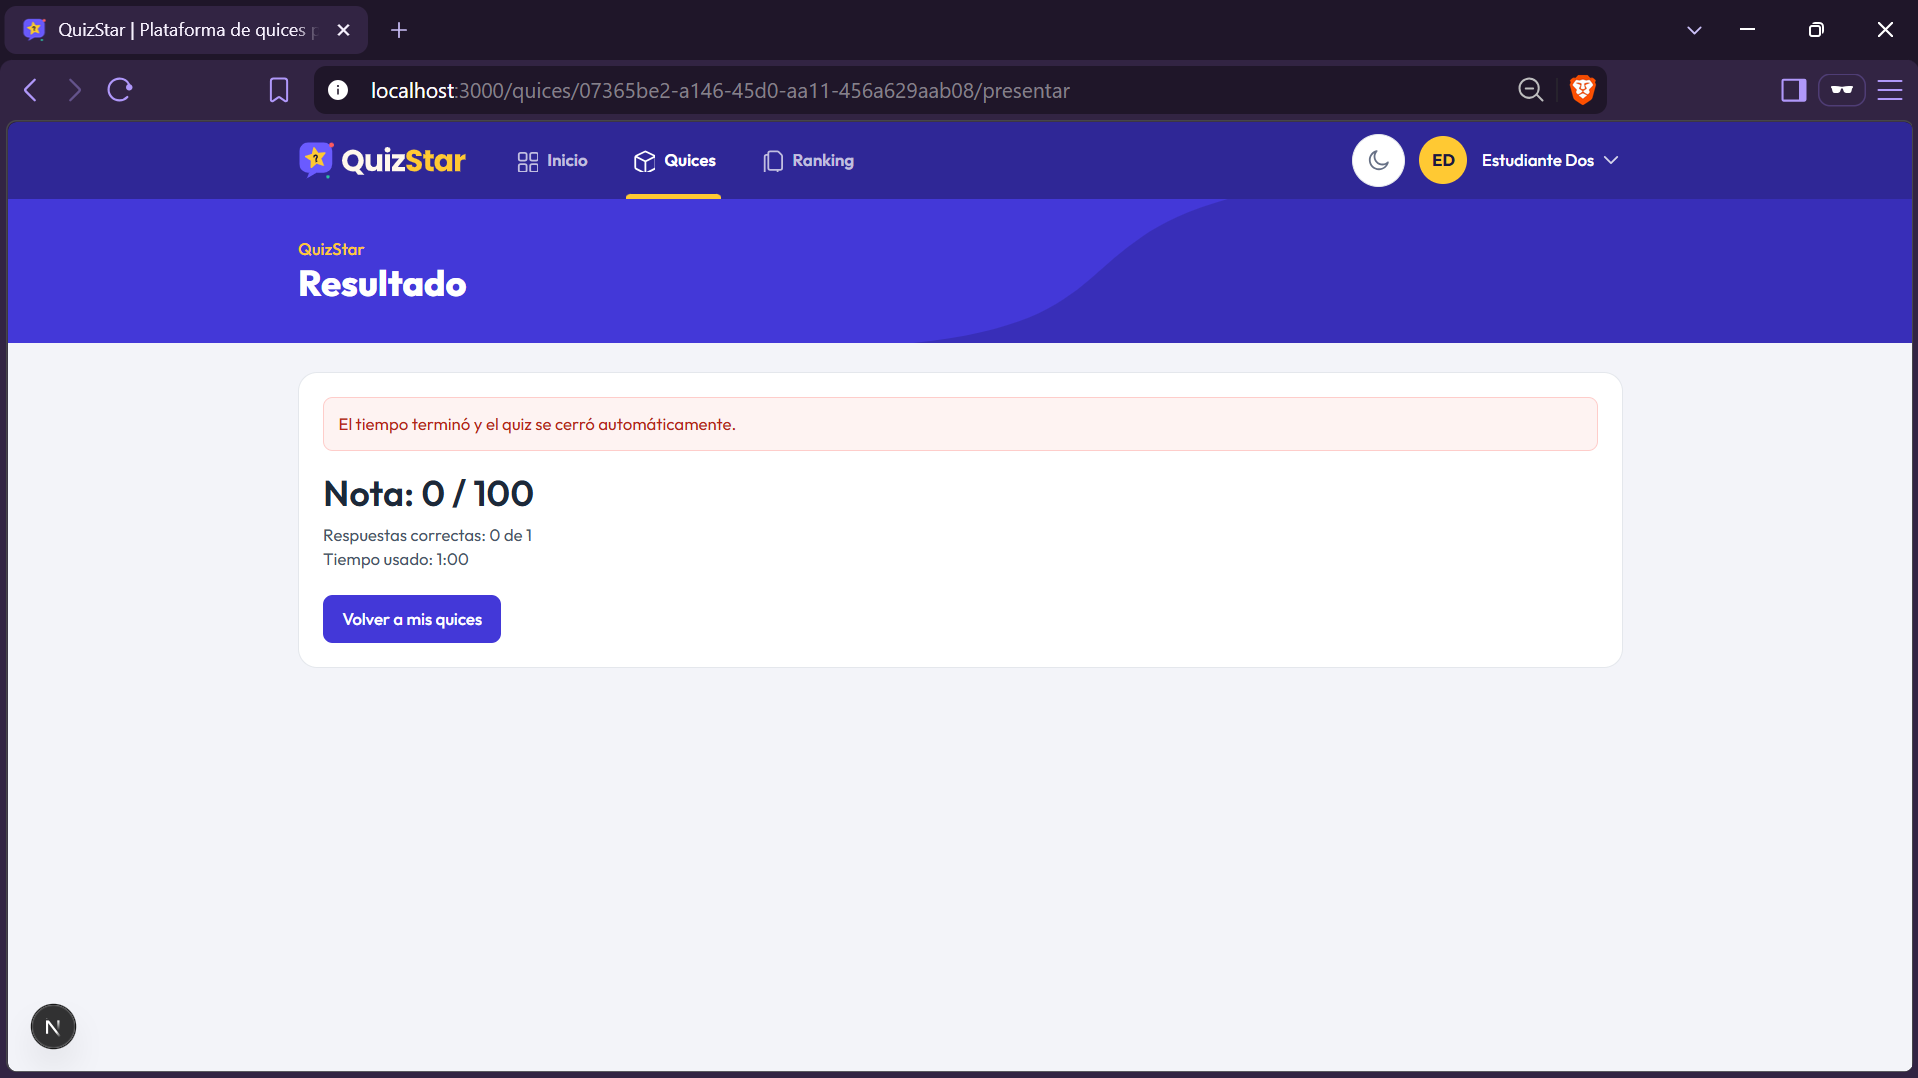 QuizStar | Plataforma de quices
localhost:3000/quices/07365be2-a146-45d0-aa11-456a629aab08/presentar
QuizStar
Inicio
Quices
Ranking
ED
Estudiante Dos
QuizStar
Resultado
El tiempo terminó y el quiz se cerró automáticamente.
Nota: 0 / 100
Respuestas correctas: 0 de 1
Tiempo usado: 1:00
Volver a mis quices
N